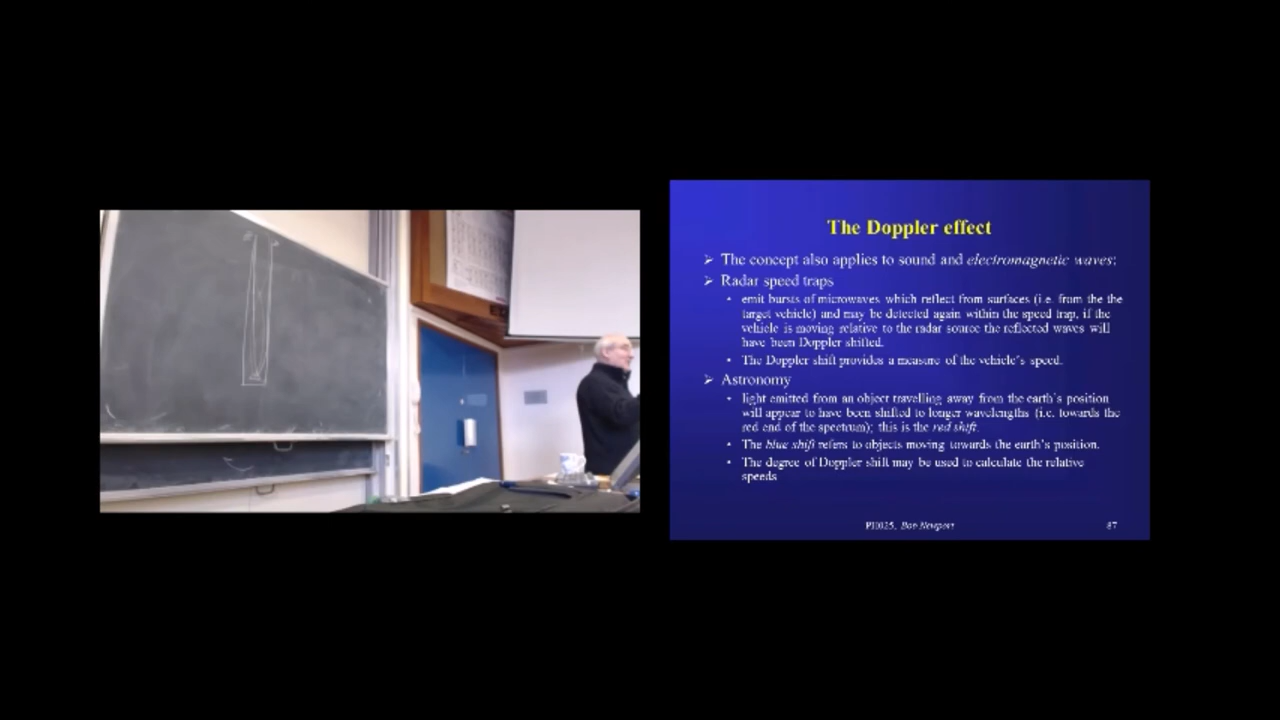 The Doppler effect
➢ The concept also applies to sound and electromagnetic waves:
➢ Radar speed traps
• emit bursts of microwaves which reflect from surfaces (i.e. from the the
target vehicle) and may be detected again within the speed trap, if the
vehicle is moving relative to the radar source the reflected waves will
have been Doppler shifted.
• The Doppler shift provides a measure of the vehicle's speed.
➢ Astronomy
• light emitted from an object travelling away from the earth's position
will appear to have been shifted to longer wavelengths (i.e. towards the
red end of the spectrum); this is the red shift.
• The blue shift refers to objects moving towards the earth's position.
• The degree of Doppler shift may be used to calculate the relative
speeds
PH025, Bob Newport 87